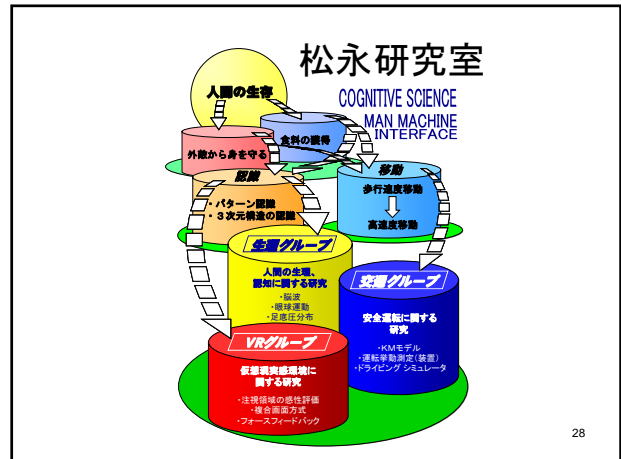 松永研究室
COGNITIVE SCIENCE
MAN MACHINE
INTERFACE
人間の生存
食料の獲得
外敵から身を守る
認識
・パターン認識
・３次元構造の認識
移動
歩行速度移動
高速度移動
生理グループ
人間の生理、
認知に関する研究
・脳波
・眼球運動
・足底圧分布
交通グループ
安全運転に関する
研究
・KMモデル
・運転挙動測定(装置)
・ドライビング シミュレータ
VRグループ
仮想現実感環境に
関する研究
・注視領域の感性評価
・複合画面方式
・フォースフィードバック
28